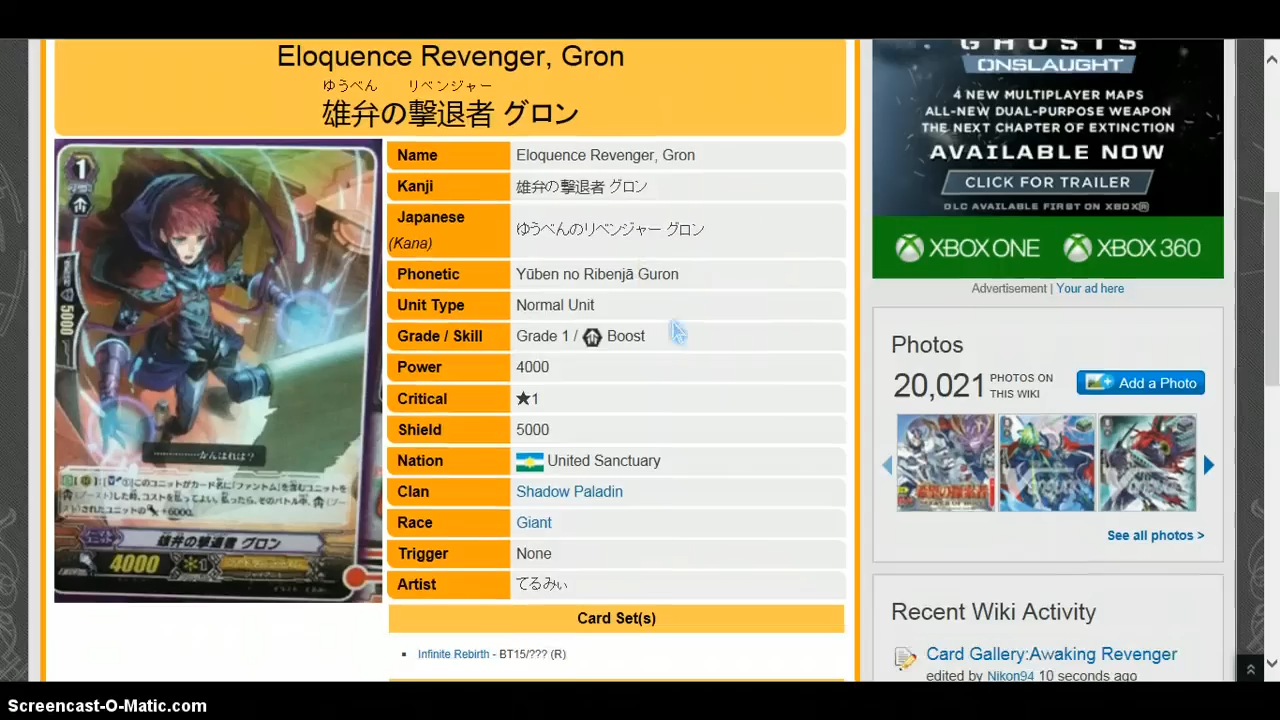 Eloquence Revenger, Gron
ゆうべん リベンジャー
雄弁の撃退者 グロン
1
5000
…………がんばれは?
雄弁の撃退者 グロン
4000
Name Eloquence Revenger, Gron
Kanji 雄弁の撃退者 グロン
Japanese
(Kana) ゆうべんのリベンジャー グロン
Phonetic Yūben no Ribenjā Guron
Unit Type Normal Unit
Grade / Skill Grade 1 / Boost
Power 4000
Critical ★1
Shield 5000
Nation United Sanctuary
Clan Shadow Paladin
Race Giant
Trigger None
Artist てるみぃ
Card Set(s)
Infinite Rebirth - BT15/??? (R)
GHOSTS
ONSLAUGHT
4 NEW MULTIPLAYER MAPS
ALL-NEW DUAL-PURPOSE WEAPON
THE NEXT CHAPTER OF EXTINCTION
AVAILABLE NOW
CLICK FOR TRAILER
DLC AVAILABLE FIRST ON XBOX
XBOX ONE XBOX 360
Advertisement | Your ad here
Photos
20,021 PHOTOS ON
THIS WIKI
Add a Photo
See all photos >
Recent Wiki Activity
Card Gallery:Awaking Revenger
edited by Nikon94 10 seconds ago
Screencast-O-Matic.com